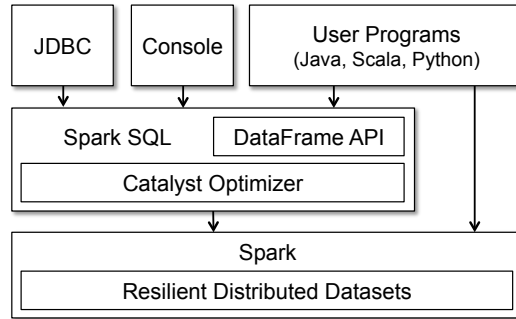 JDBC
Console
User Programs
(Java, Scala, Python)
Spark SQL
DataFrame API
Catalyst Optimizer
Spark
Resilient Distributed Datasets